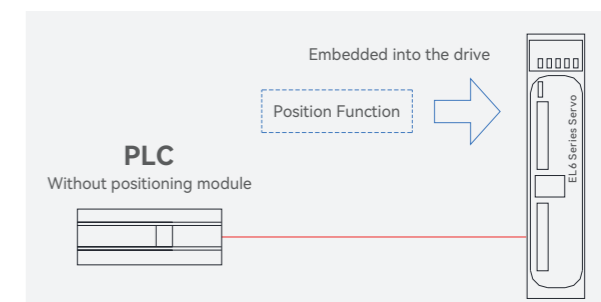 Embedded into the drive
Position Function
PLC
Without positioning module
EL6 Series Servo